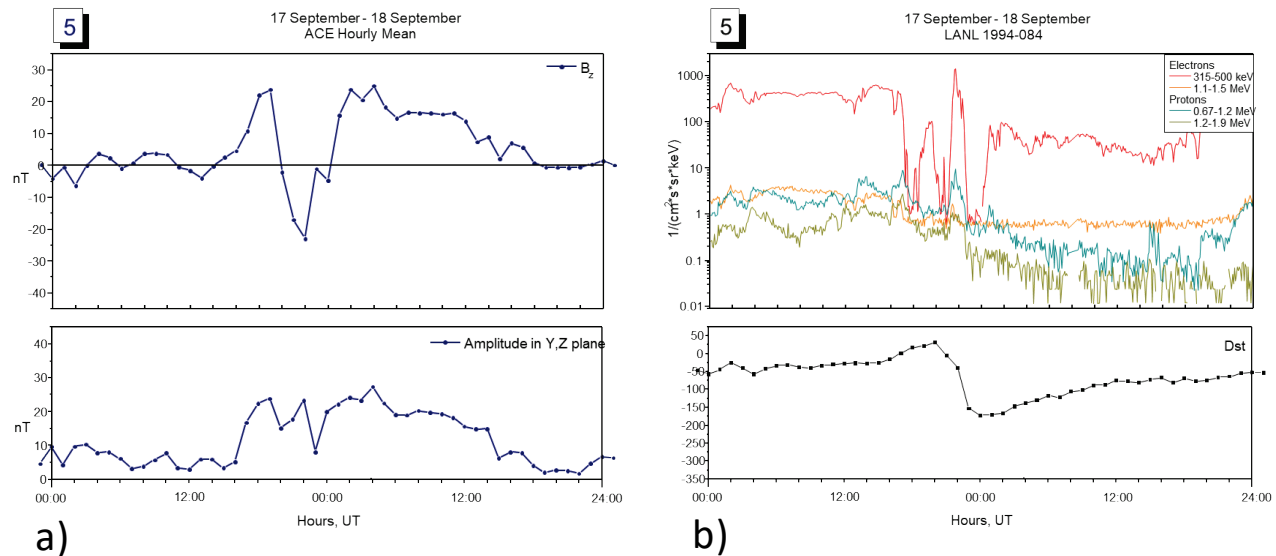 5
17 September - 18 September
ACE Hourly Mean
B_z
30
20
10
0
-10
-20
-30
-40
nT
Amplitude in Y,Z plane
40
30
20
10
0
nT
00:00
12:00
00:00
12:00
24:00
Hours, UT
a)
5
17 September - 18 September
LANL 1994-084
Electrons
315-500 keV
1.1-1.5 MeV
Protons
0.67-1.2 MeV
1.2-1.9 MeV
1000
100
10
1
0.1
0.01
1/(cm²*s*sr*keV)
Dst
50
0
-50
-100
-150
-200
-250
-300
-350
00:00
12:00
00:00
12:00
24:00
Hours, UT
b)